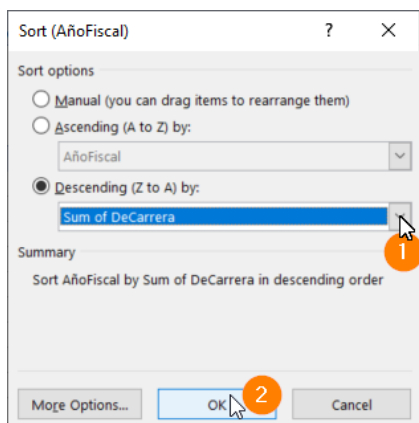 Sort (AñoFiscal) ? ×
Sort options
Manual (you can drag items to rearrange them)
Ascending (A to Z) by:
AñoFiscal
Descending (Z to A) by:
Sum of DeCarrera
1
Summary
Sort AñoFiscal by Sum of DeCarrera in descending order
More Options... OK 2 Cancel